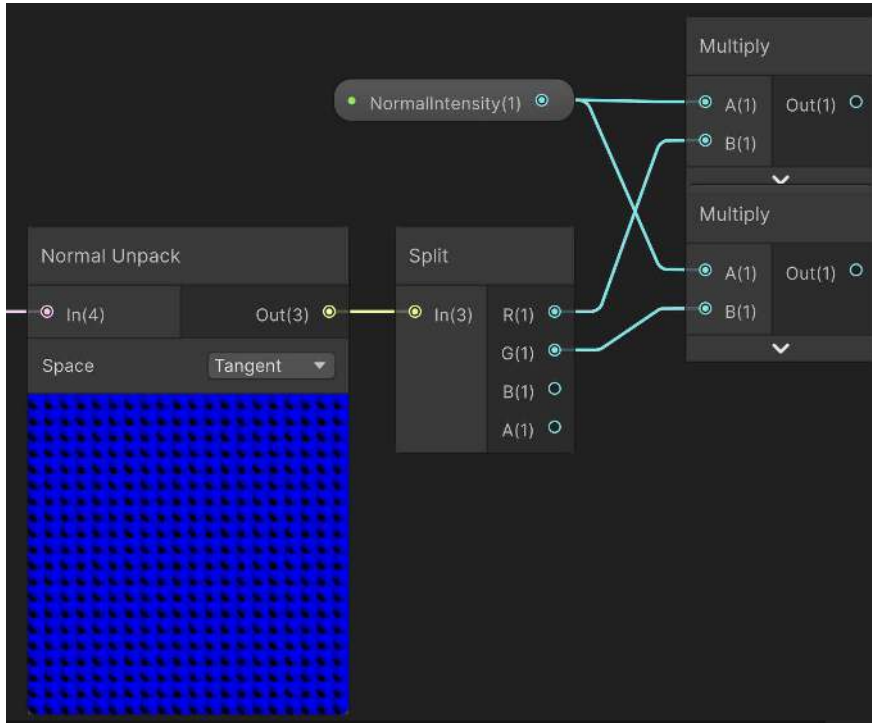 Multiply
NormalIntensity(1)
A(1) Out(1)
B(1)
Multiply
Normal Unpack
Split
A(1) Out(1)
In(4) Out(3)
In(3) R(1)
B(1)
G(1)
Space Tangent
B(1)
A(1)